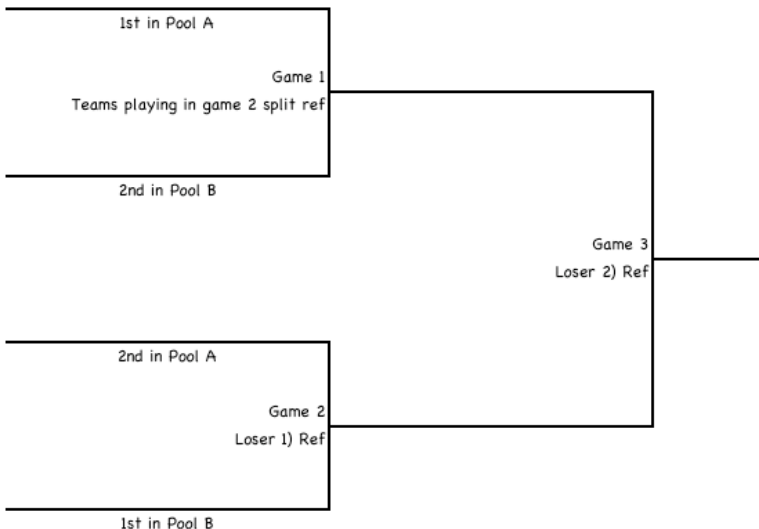 1st in Pool A
Game 1
Teams playing in game 2 split ref
2nd in Pool B
Game 3
Loser 2) Ref
2nd in Pool A
Game 2
Loser 1) Ref
1st in Pool B